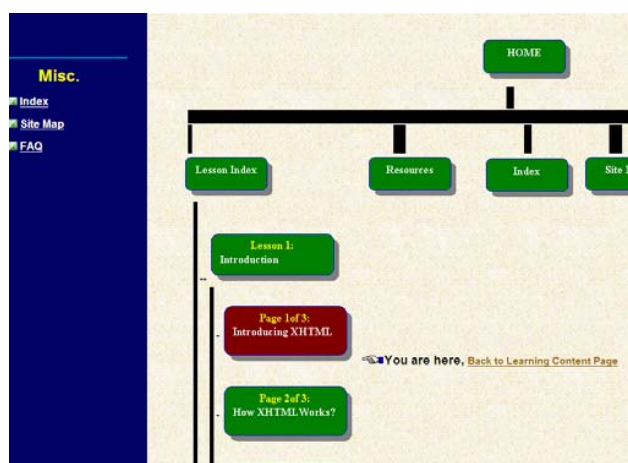 HOME
Misc.
Index
Site Map
FAQ
Lesson Index
Resources
Index
Site
Lesson 1:
Introduction
Page 1of 3:
Introducing XHTML
You are here, Back to Learning Content Page
Page 2of 3:
How XHTML Works?